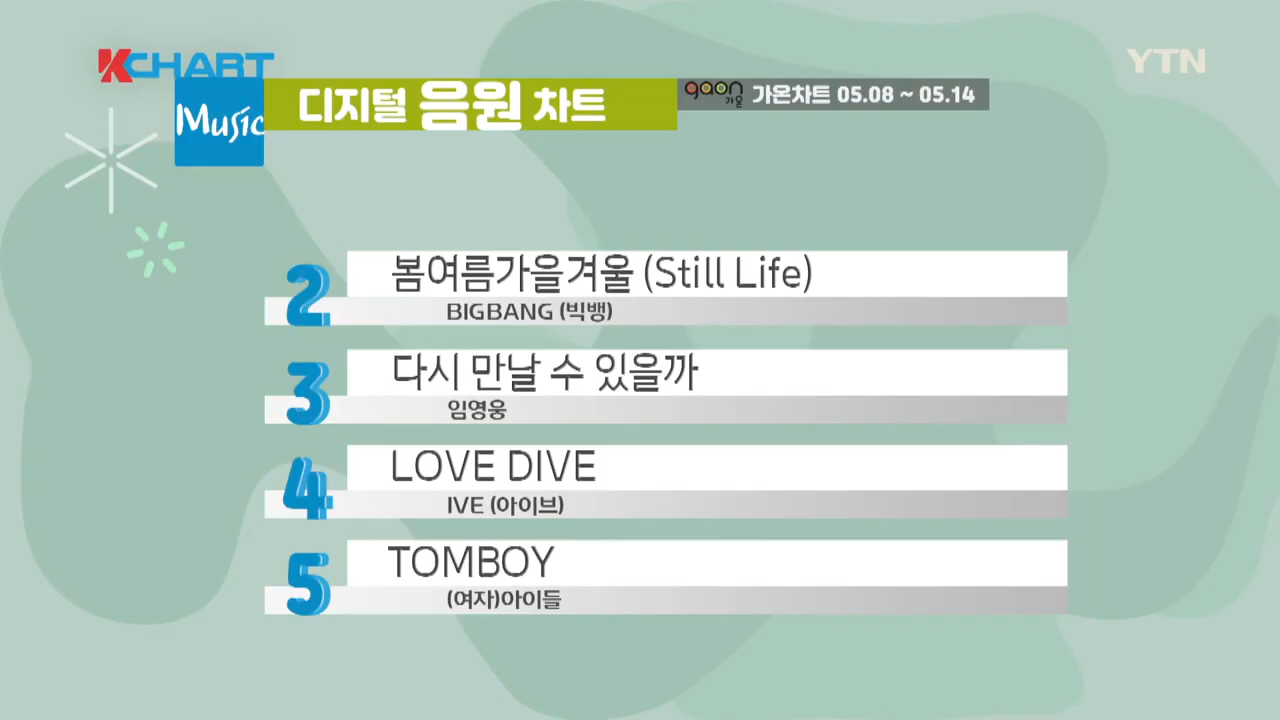 KCHART
YTN
Music
디지털 음원 차트
gaon
가온
가온차트 05.08 ~ 05.14
2
봄여름가을겨울 (Still Life)
BIGBANG (빅뱅)
3
다시 만날 수 있을까
임영웅
4
LOVE DIVE
IVE (아이브)
5
TOMBOY
(여자)아이들